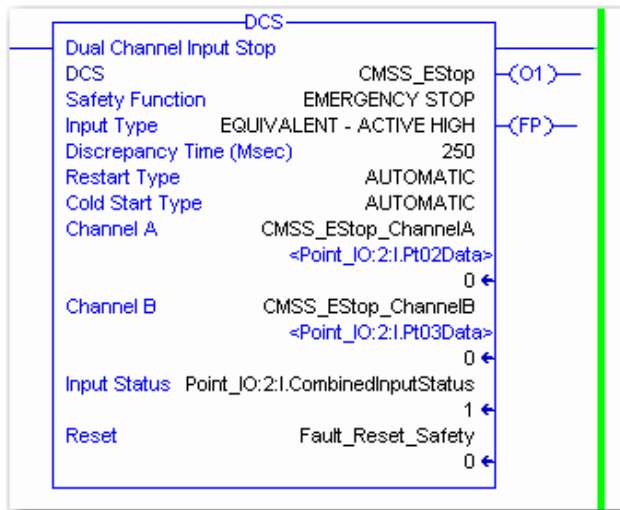 DCS
Dual Channel Input Stop
DCS CMSS_EStop (O1)
Safety Function EMERGENCY STOP
Input Type EQUIVALENT - ACTIVE HIGH (FP)
Discrepancy Time (Msec) 250
Restart Type AUTOMATIC
Cold Start Type AUTOMATIC
Channel A CMSS_EStop_ChannelA
<Point_IO:2:I.Pt02Data>
0
Channel B CMSS_EStop_ChannelB
<Point_IO:2:I.Pt03Data>
0
Input Status Point_IO:2:I.CombinedInputStatus
1
Reset Fault_Reset_Safety
0